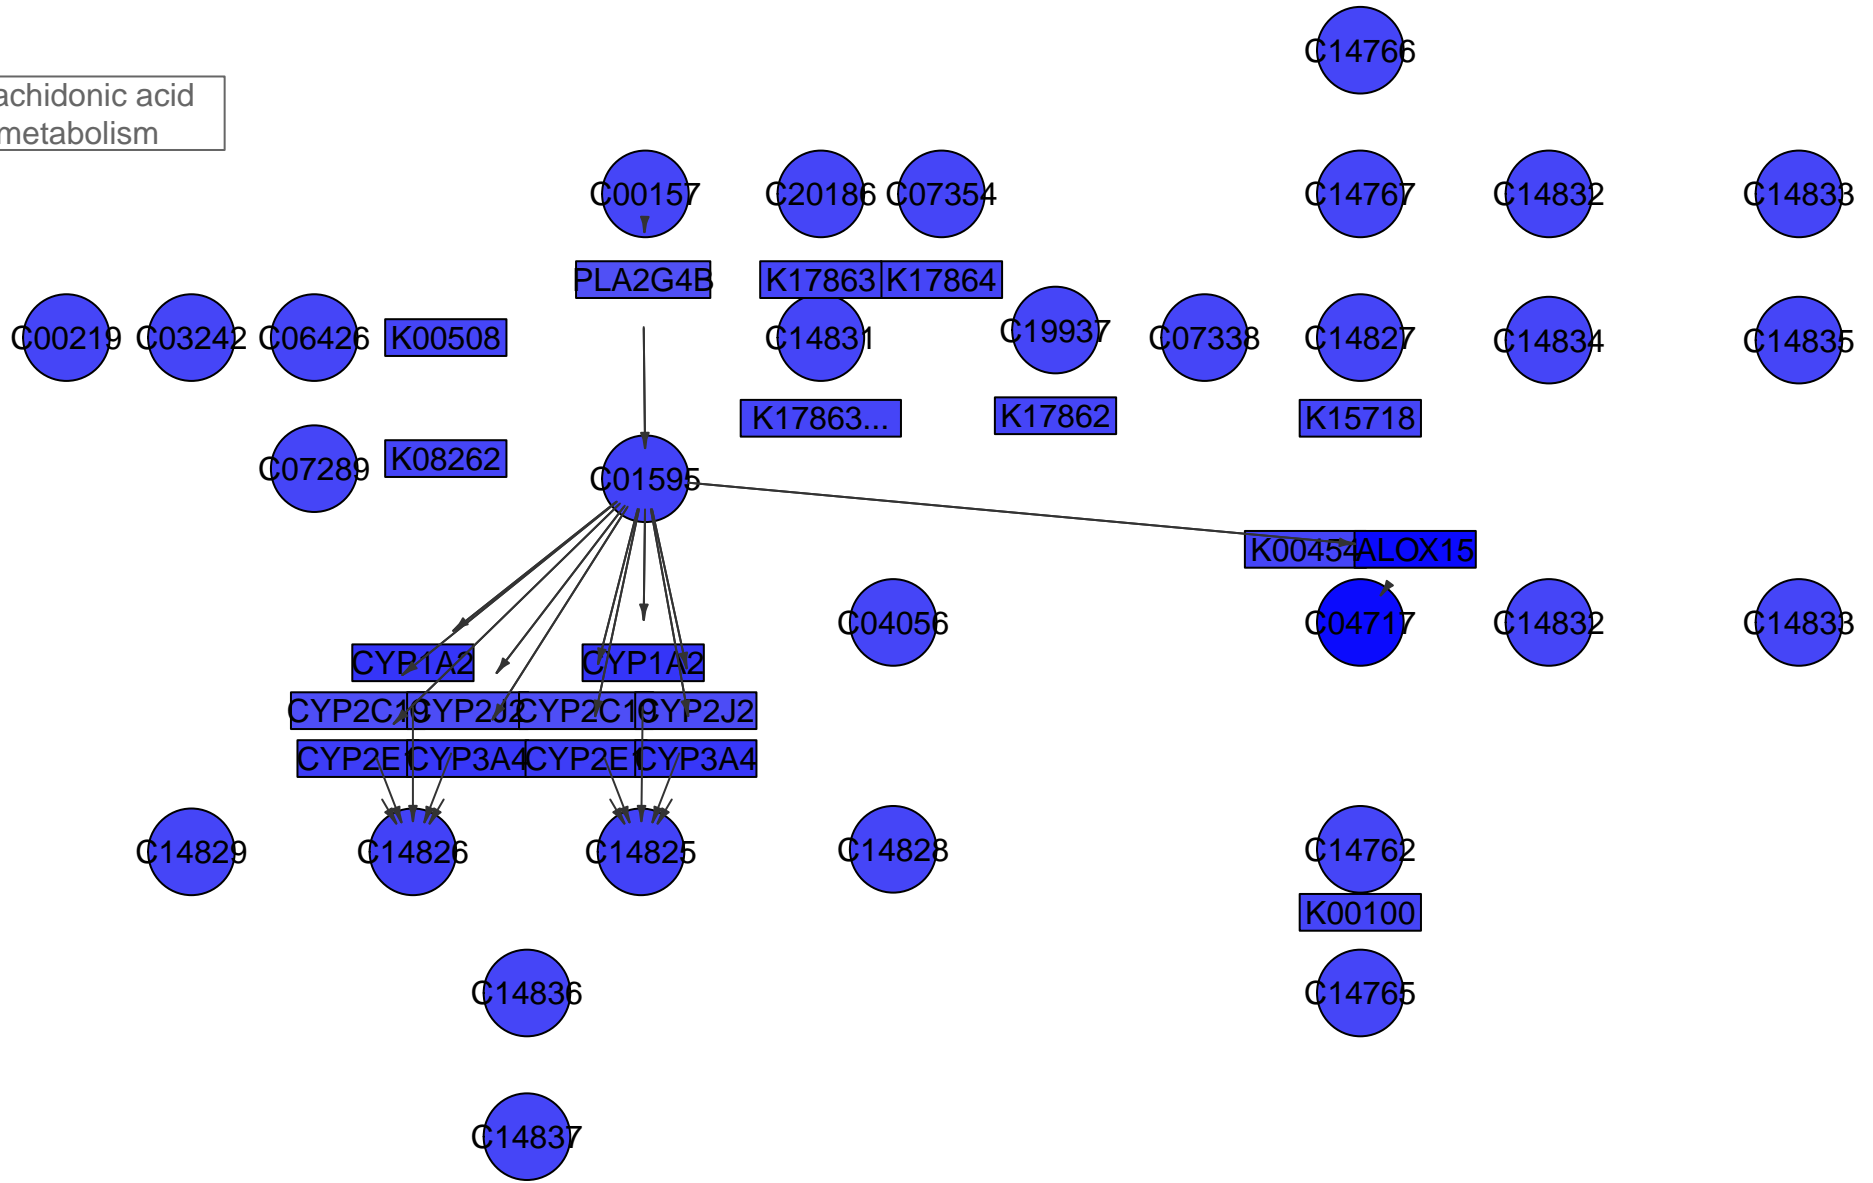 C14766
achidonic acid
metabolism
C00157
C20186
C07354
C14767
C14832
C14833
PLA2G4B
K17863
K17864
C00219
C03242
C06426
K00508
C14831
C19937
C07338
C14827
C14834
C14835
K17863...
K17862
K15718
C07289
K08262
C01595
K00454
ALOX15
C04056
C04717
C14832
C14833
CYP1A2
CYP1A2
CYP2C19
CYP2J2
CYP2C19
CYP2J2
CYP2E1
CYP3A4
CYP2E1
CYP3A4
C14829
C14826
C14825
C14828
C14762
K00100
C14836
C14765
C14837